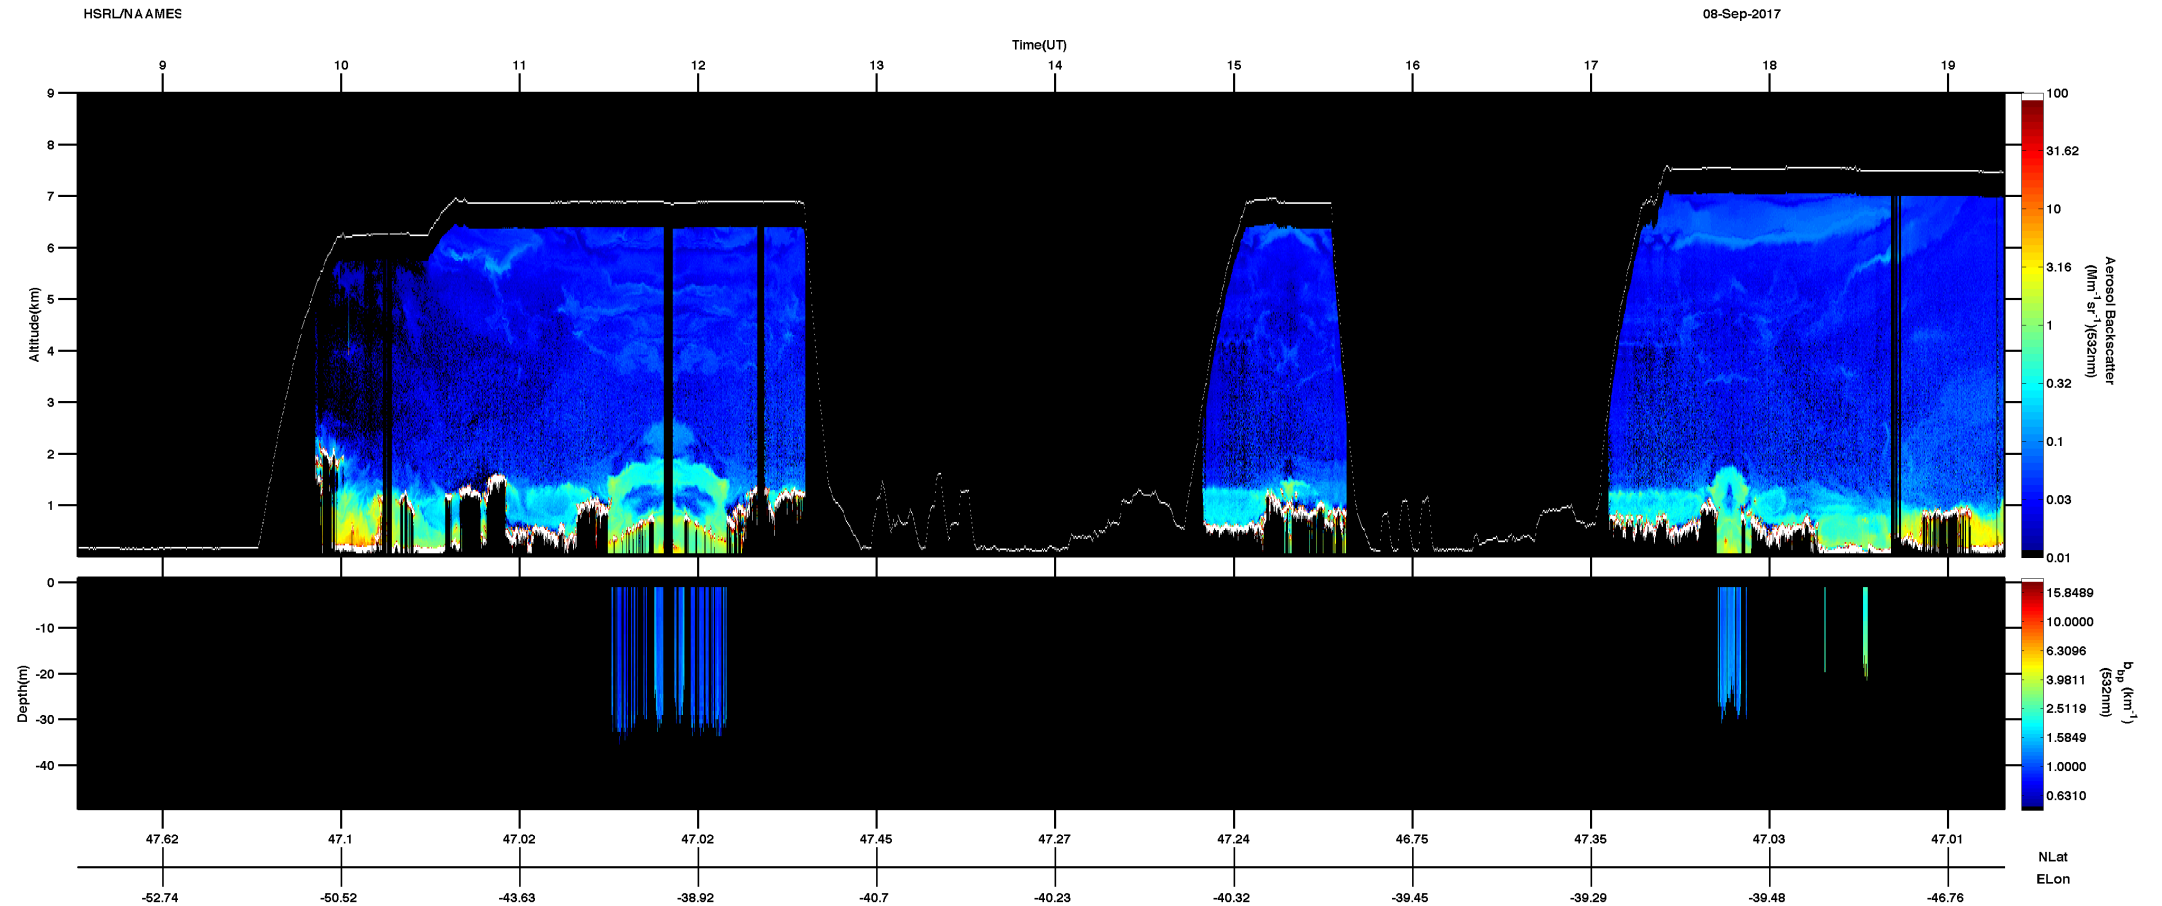 HSRL/NAAMES
08-Sep-2017
Time(UT)
9 10 11 12 13 14 15 16 17 18 19
Altitude(km)
9
8
7
6
5
4
3
2
1
100
31.62
10
3.16
1
0.32
0.1
0.03
0.01
Aerosol Backscatter
(Mm-1 sr-1)(532nm)
Depth(m)
0
-10
-20
-30
-40
15.8489
10.0000
6.3096
3.9811
2.5119
1.5849
1.0000
0.6310
bbp (km-1)
(532nm)
47.62 47.1 47.02 47.02 47.45 47.27 47.24 46.75 47.35 47.03 47.01
NLat
ELon
-52.74 -50.52 -43.63 -38.92 -40.7 -40.23 -40.32 -39.45 -39.29 -39.48 -46.76